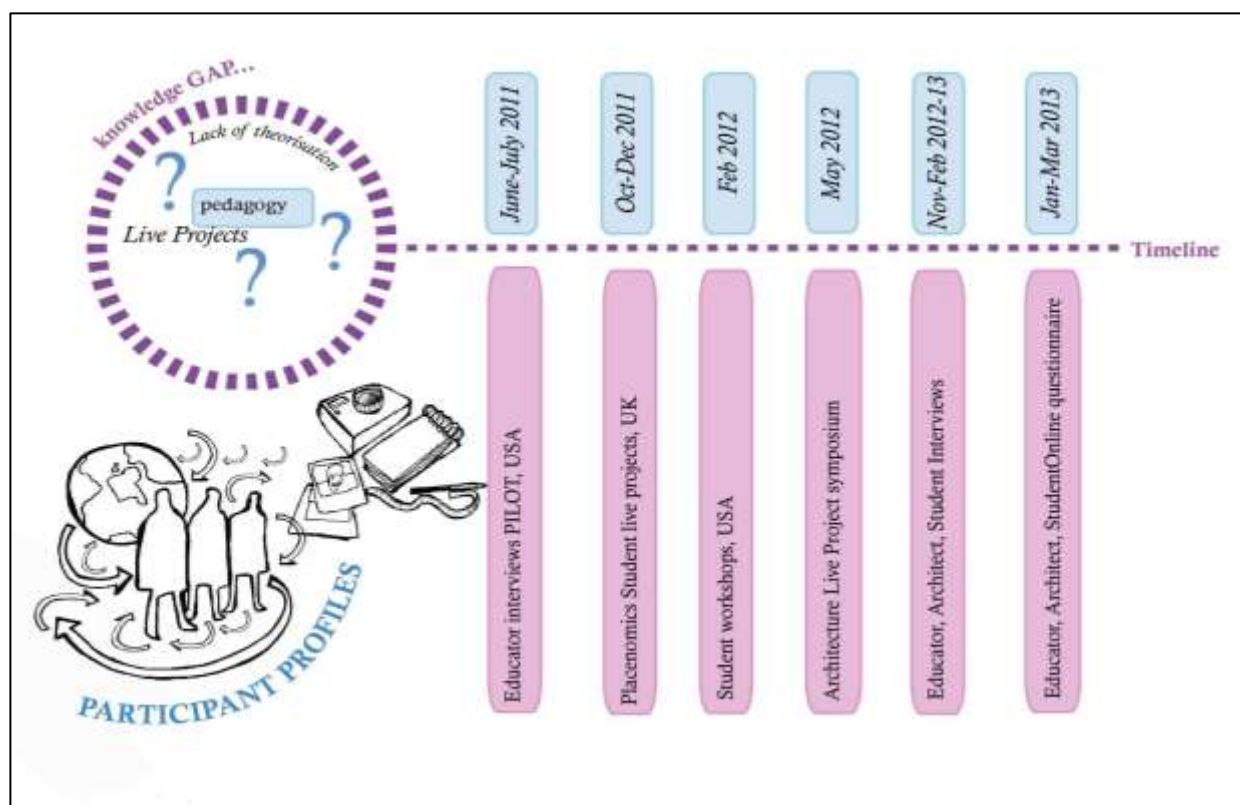 knowledge GAP...
Lack of theorisation
pedagogy
Live Projects
PARTICIPANT PROFILES
June-July 2011
Oct-Dec 2011
Feb 2012
May 2012
Nov-Feb 2012-13
Jan-Mar 2013
Timeline
Educator interviews PILOT, USA
Placenomics Student live projects, UK
Student workshops, USA
Architecture Live Project symposium
Educator, Architect, Student Interviews
Educator, Architect, StudentOnline questionnaire